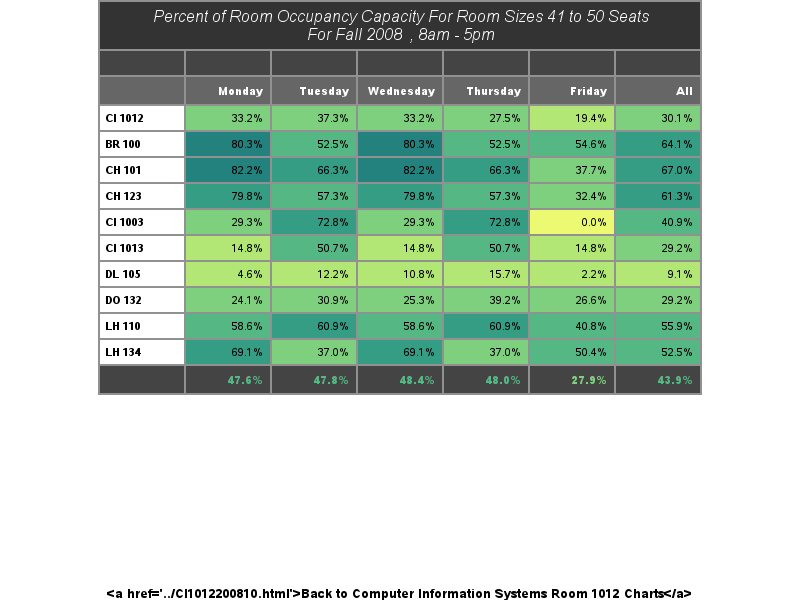 Percent of Room Occupancy Capacity For Room Sizes 41 to 50 Seats
For Fall 2008 , 8am - 5pm
Monday Tuesday Wednesday Thursday Friday All
CI 1012 33.2% 37.3% 33.2% 27.5% 19.4% 30.1%
BR 100 80.3% 52.5% 80.3% 52.5% 54.6% 64.1%
CH 101 82.2% 66.3% 82.2% 66.3% 37.7% 67.0%
CH 123 79.8% 57.3% 79.8% 57.3% 32.4% 61.3%
CI 1003 29.3% 72.8% 29.3% 72.8% 0.0% 40.9%
CI 1013 14.8% 50.7% 14.8% 50.7% 14.8% 29.2%
DL 105 4.6% 12.2% 10.8% 15.7% 2.2% 9.1%
DO 132 24.1% 30.9% 25.3% 39.2% 26.6% 29.2%
LH 110 58.6% 60.9% 58.6% 60.9% 40.8% 55.9%
LH 134 69.1% 37.0% 69.1% 37.0% 50.4% 52.5%
47.6% 47.8% 48.4% 48.0% 27.9% 43.9%
<a href='../CI1012200810.html'>Back to Computer Information Systems Room 1012 Charts</a>